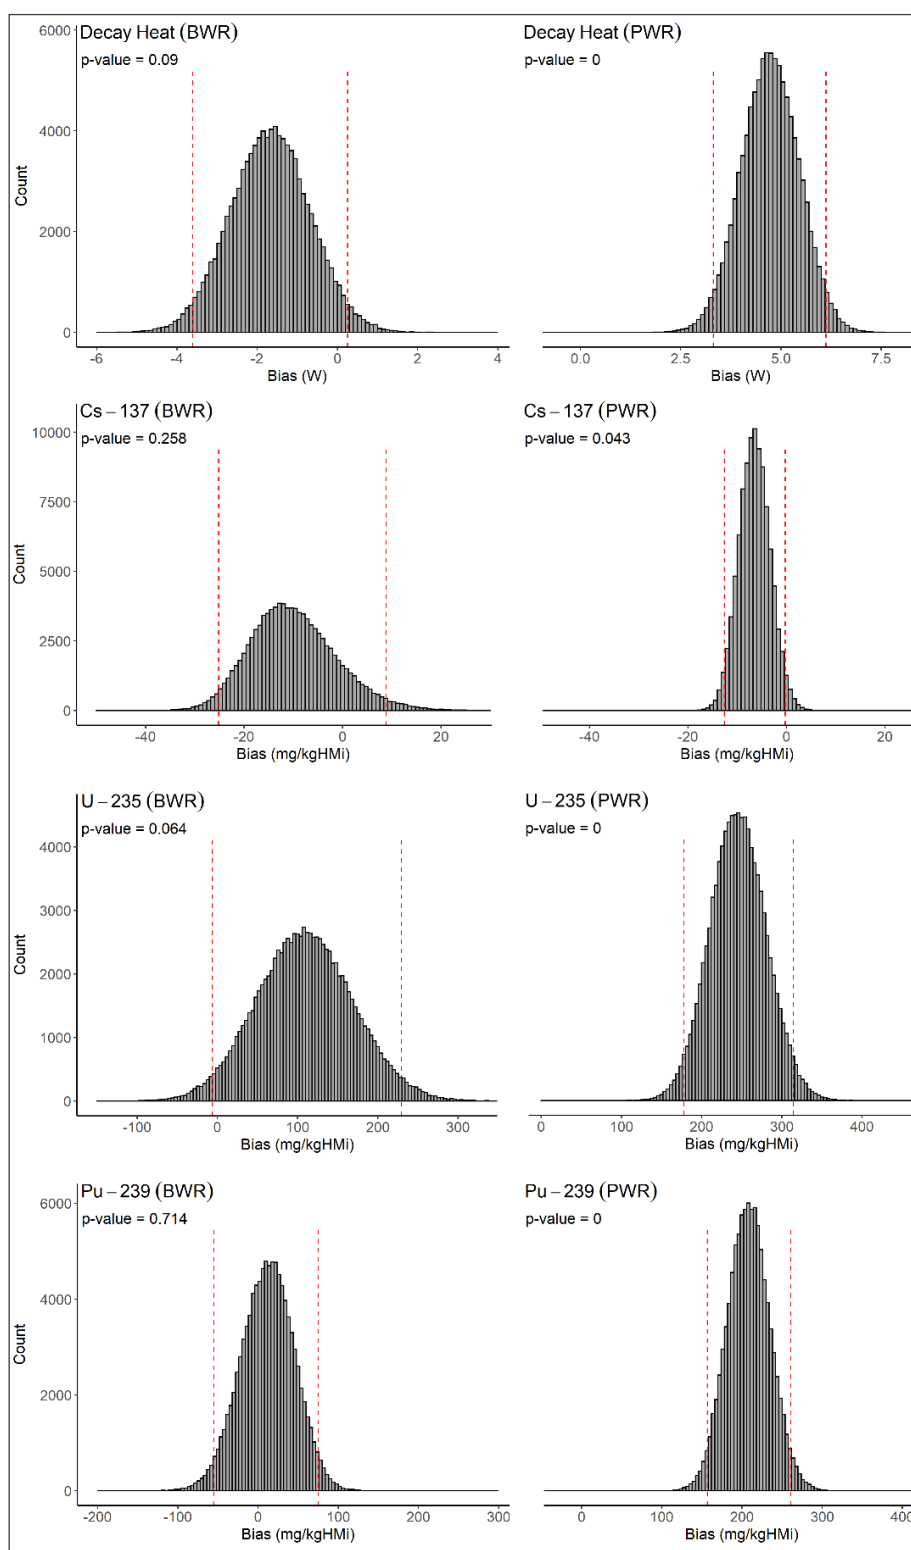 Decay Heat (BWR)
p-value = 0.09
6000
4000
2000
0
Count
-6 -4 -2 0 2 4
Bias (W)
Decay Heat (PWR)
p-value = 0
0.0 2.5 5.0 7.5
Bias (W)
Cs – 137 (BWR)
p-value = 0.258
10000
7500
5000
2500
0
Count
-40 -20 0 20
Bias (mg/kgHMi)
Cs – 137 (PWR)
p-value = 0.043
-40 -20 0 20
Bias (mg/kgHMi)
U – 235 (BWR)
p-value = 0.064
4000
3000
2000
1000
0
Count
-100 0 100 200 300
Bias (mg/kgHMi)
U – 235 (PWR)
p-value = 0
0 100 200 300 400
Bias (mg/kgHMi)
Pu – 239 (BWR)
p-value = 0.714
6000
4000
2000
0
Count
-200 -100 0 100 200 300
Bias (mg/kgHMi)
Pu – 239 (PWR)
p-value = 0
0 100 200 300 400
Bias (mg/kgHMi)